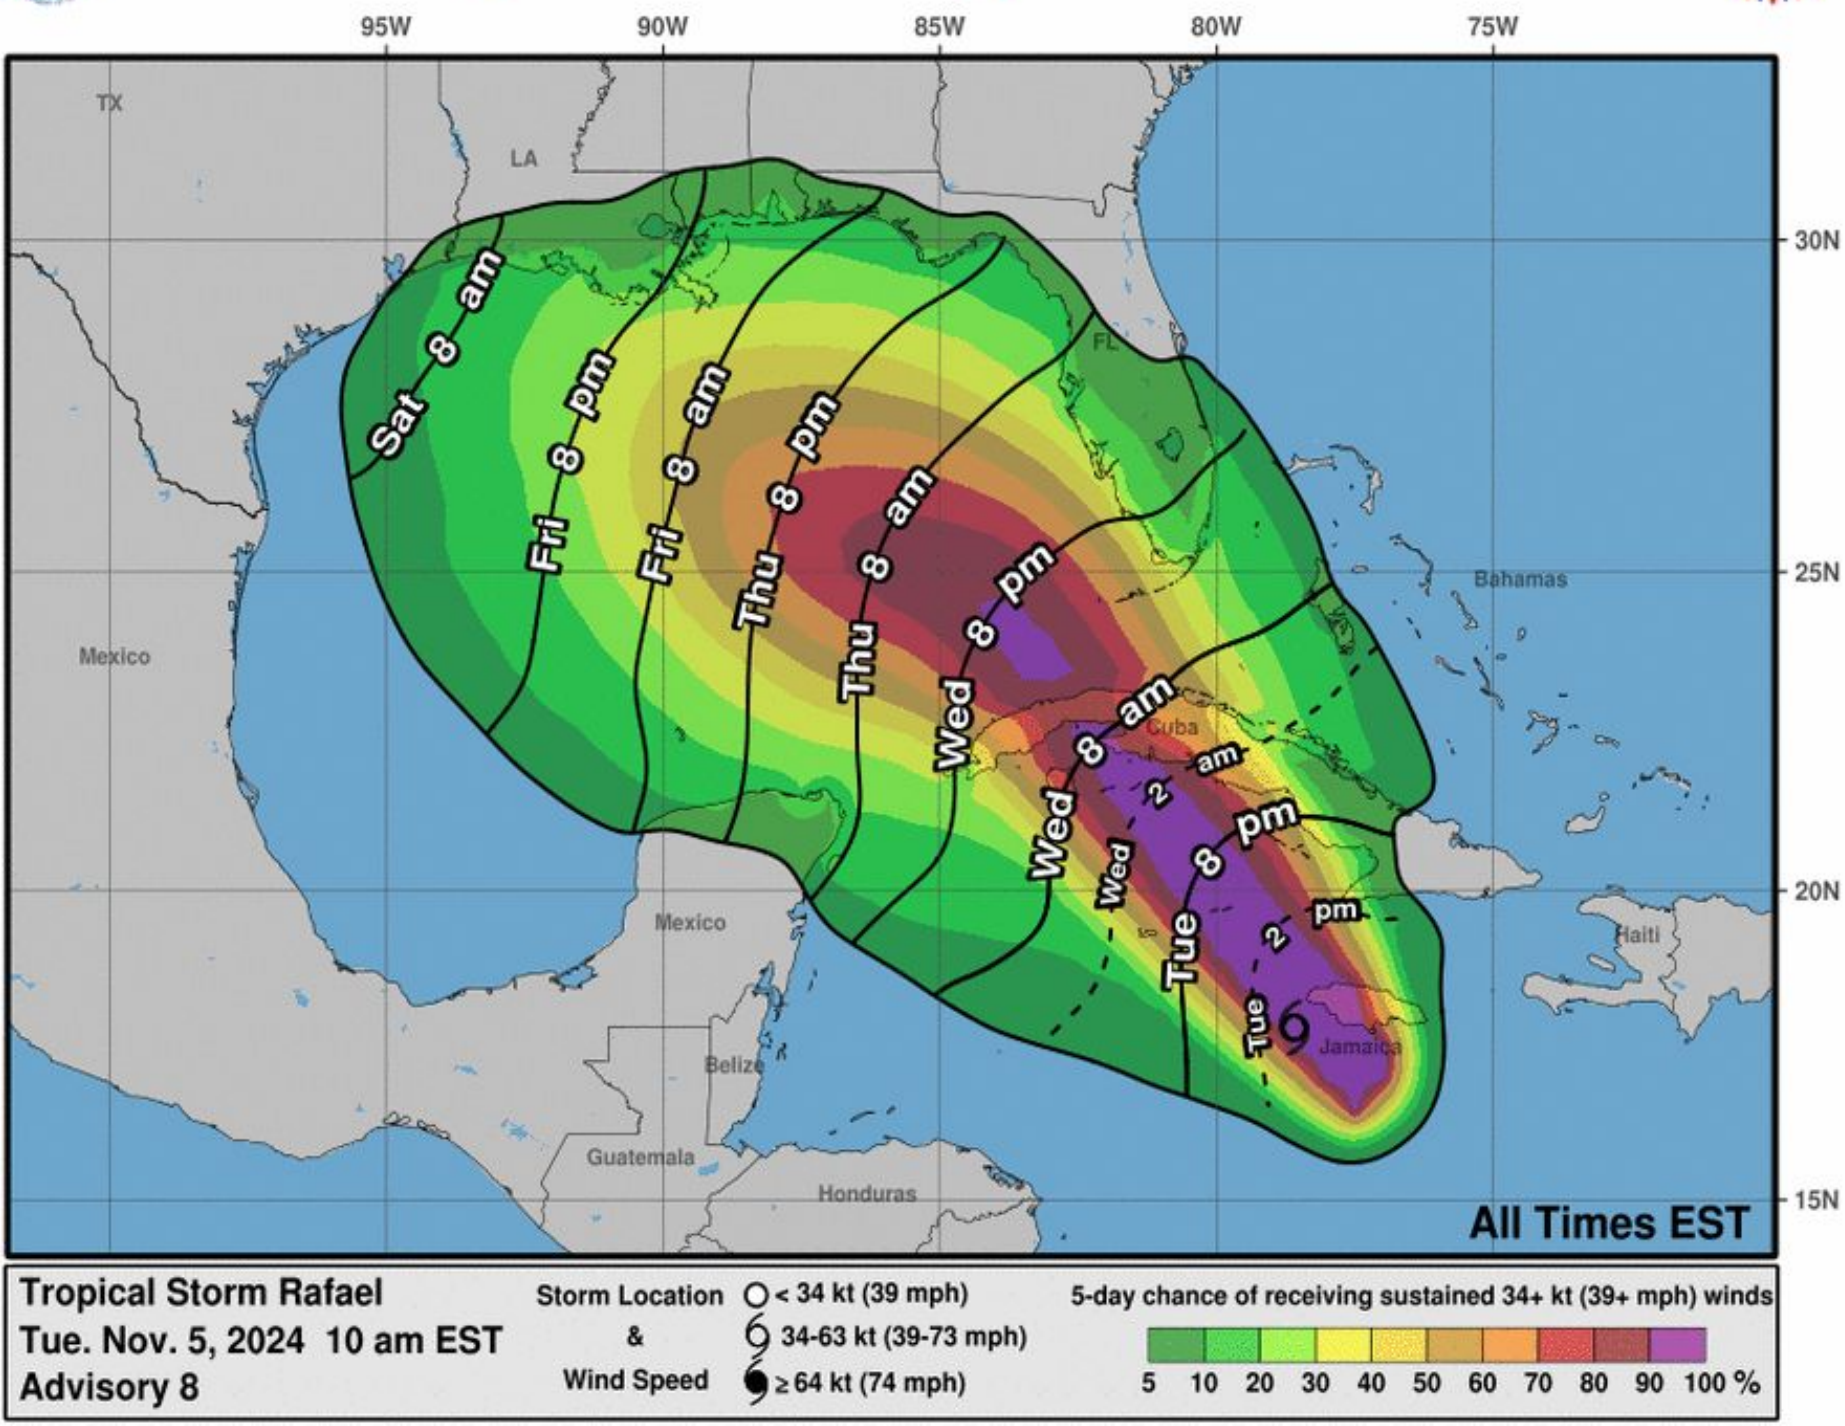 95W 90W 85W 80W 75W
TX
LA
30N
FL
Sat 8 am
Fri 8 pm
Fri 8 am
Thu 8 pm
Thu 8 am
Wed 8 pm
25N
Bahamas
Mexico
Wed 8 am
Cuba
Wed 2 am
Tue 8 pm
20N
Tue 2 pm
Mexico
Haiti
Jamaica
Belize
Guatemala
Honduras
15N
All Times EST
Tropical Storm Rafael
Tue. Nov. 5, 2024 10 am EST
Advisory 8
Storm Location
&
Wind Speed
< 34 kt (39 mph)
34-63 kt (39-73 mph)
≥ 64 kt (74 mph)
5-day chance of receiving sustained 34+ kt (39+ mph) winds
5 10 20 30 40 50 60 70 80 90 100 %